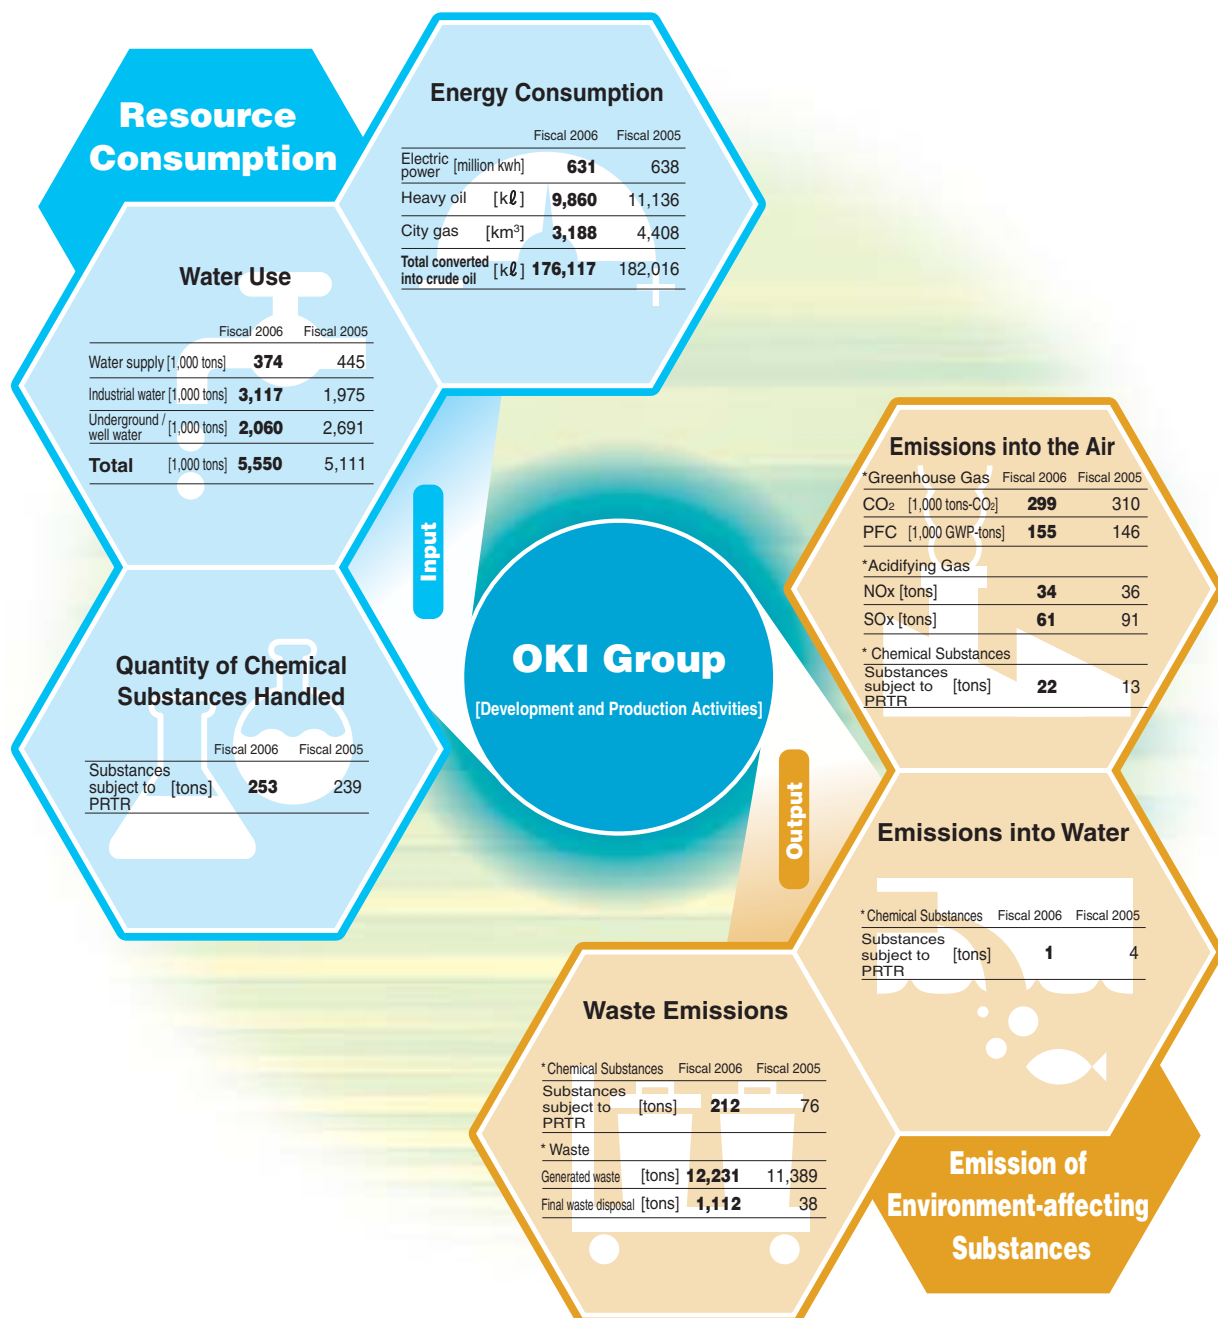 Resource
Consumption
Energy Consumption
Fiscal 2006 Fiscal 2005
Electric power [million kwh] 631 638
Heavy oil [kℓ] 9,860 11,136
City gas [km³] 3,188 4,408
Total converted into crude oil [kℓ] 176,117 182,016
Water Use
Fiscal 2006 Fiscal 2005
Water supply [1,000 tons] 374 445
Industrial water [1,000 tons] 3,117 1,975
Underground / well water [1,000 tons] 2,060 2,691
Total [1,000 tons] 5,550 5,111
Quantity of Chemical
Substances Handled
Fiscal 2006 Fiscal 2005
Substances subject to PRTR [tons] 253 239
Input
OKI Group
[Development and Production Activities]
Output
Emissions into the Air
*Greenhouse Gas Fiscal 2006 Fiscal 2005
CO₂ [1,000 tons-CO₂] 299 310
PFC [1,000 GWP-tons] 155 146
*Acidifying Gas
NOx [tons] 34 36
SOx [tons] 61 91
* Chemical Substances
Substances subject to PRTR [tons] 22 13
Emissions into Water
* Chemical Substances Fiscal 2006 Fiscal 2005
Substances subject to PRTR [tons] 1 4
Waste Emissions
* Chemical Substances Fiscal 2006 Fiscal 2005
Substances subject to PRTR [tons] 212 76
* Waste
Generated waste [tons] 12,231 11,389
Final waste disposal [tons] 1,112 38
Emission of
Environment-affecting
Substances